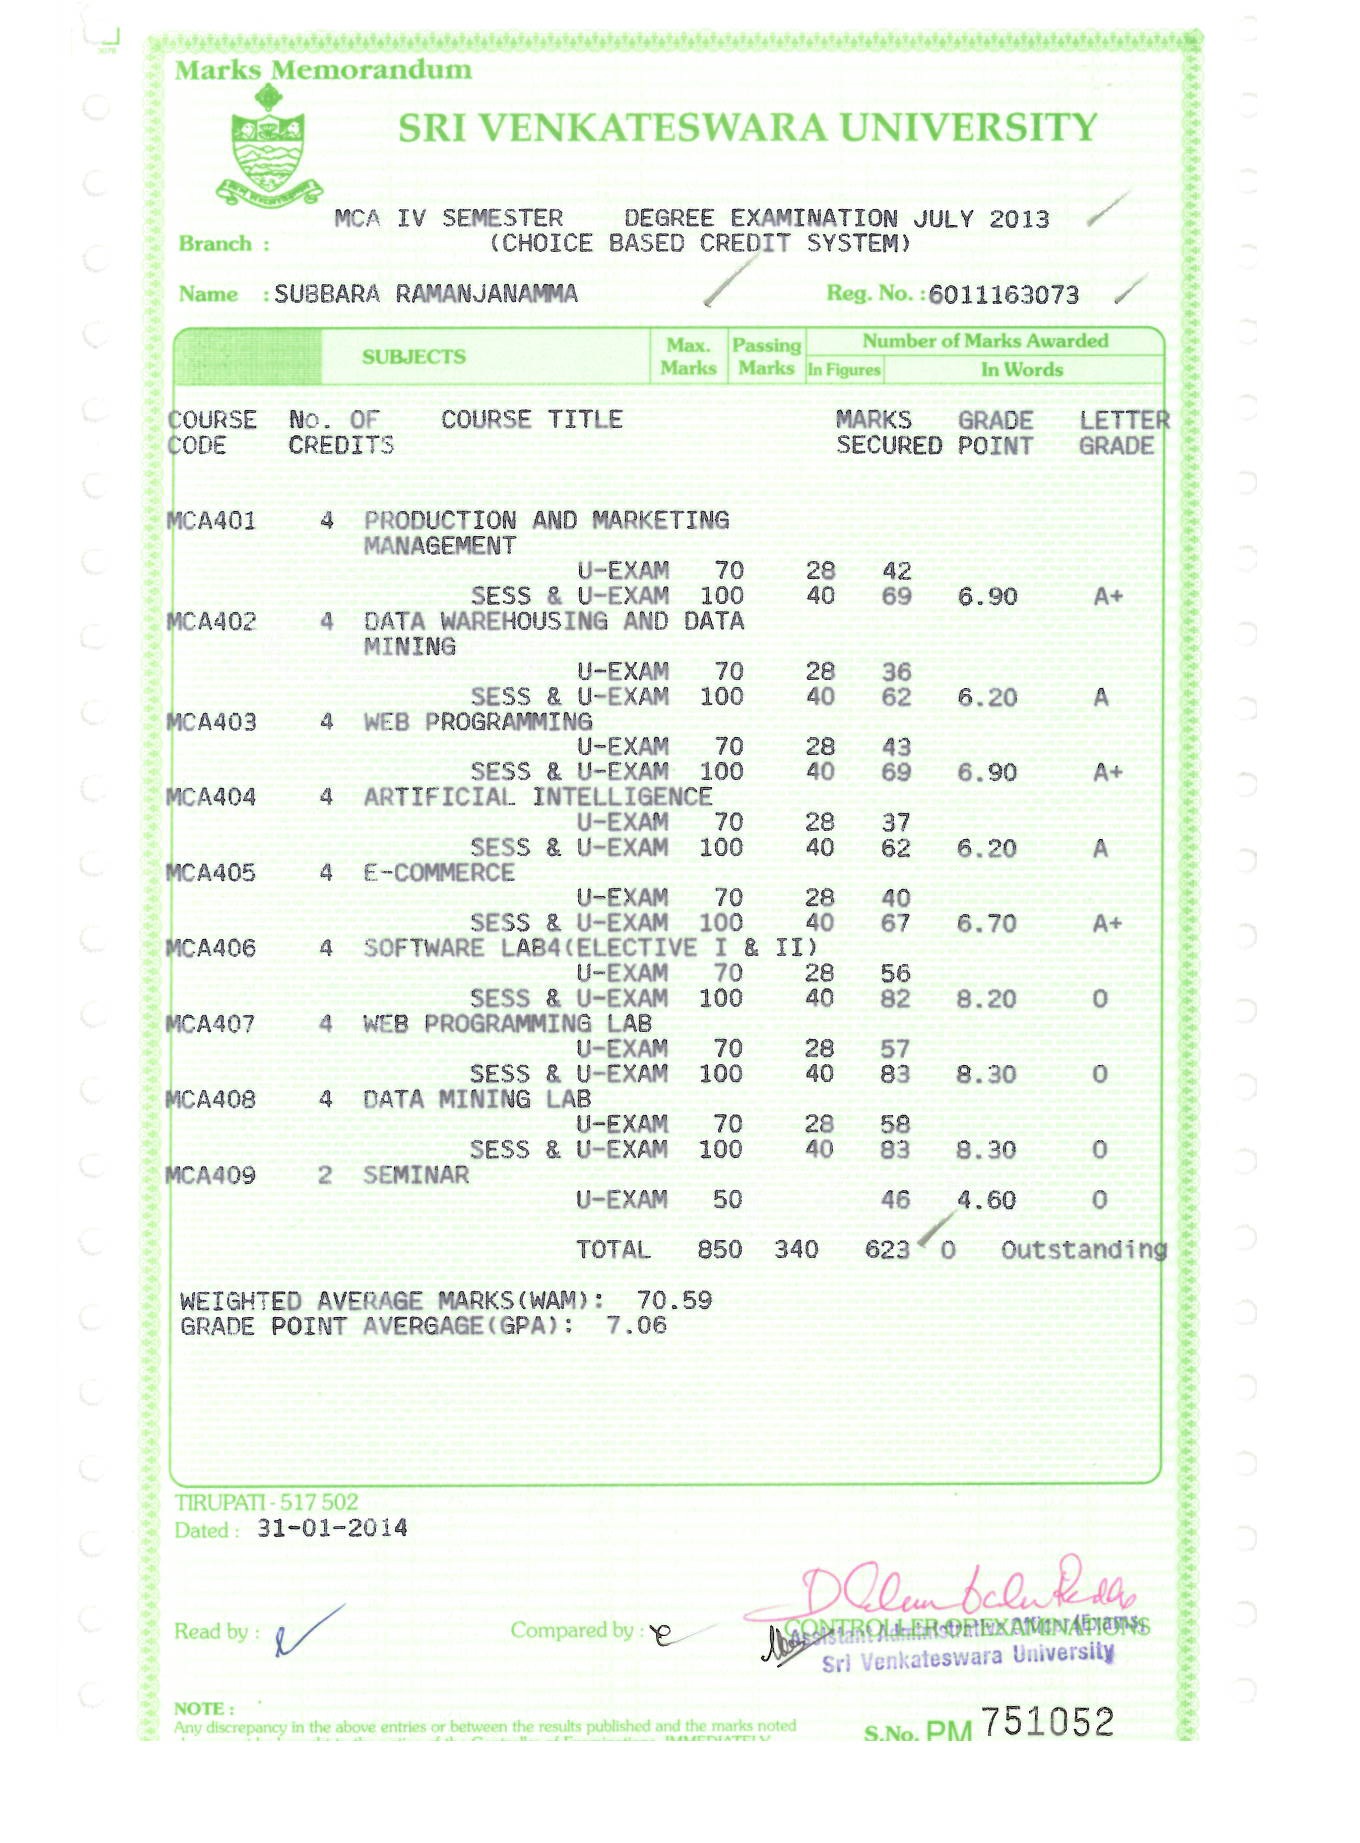 Marks Memorandum
SRI VENKATESWARA UNIVERSITY
MCA IV SEMESTER DEGREE EXAMINATION JULY 2013
Branch : (CHOICE BASED CREDIT SYSTEM)
Name : SUBBARA RAMANJANAMMA Reg. No. : 6011163073
SUBJECTS Max. Marks Passing Marks Number of Marks Awarded
In Figures In Words
COURSE No. OF COURSE TITLE MARKS GRADE LETTER
CODE CREDITS SECURED POINT GRADE
MCA401 4 PRODUCTION AND MARKETING
MANAGEMENT
U-EXAM 70 28 42
SESS & U-EXAM 100 40 69 6.90 A+
MCA402 4 DATA WAREHOUSING AND DATA
MINING
U-EXAM 70 28 36
SESS & U-EXAM 100 40 62 6.20 A
MCA403 4 WEB PROGRAMMING
U-EXAM 70 28 43
SESS & U-EXAM 100 40 69 6.90 A+
MCA404 4 ARTIFICIAL INTELLIGENCE
U-EXAM 70 28 37
SESS & U-EXAM 100 40 62 6.20 A
MCA405 4 E-COMMERCE
U-EXAM 70 28 40
SESS & U-EXAM 100 40 67 6.70 A+
MCA406 4 SOFTWARE LAB4(ELECTIVE I & II)
U-EXAM 70 28 56
SESS & U-EXAM 100 40 82 8.20 O
MCA407 4 WEB PROGRAMMING LAB
U-EXAM 70 28 57
SESS & U-EXAM 100 40 83 8.30 O
MCA408 4 DATA MINING LAB
U-EXAM 70 28 58
SESS & U-EXAM 100 40 83 8.30 O
MCA409 2 SEMINAR
U-EXAM 50 46 4.60 O
TOTAL 850 340 623 O Outstanding
WEIGHTED AVERAGE MARKS(WAM): 70.59
GRADE POINT AVERGAGE(GPA): 7.06
TIRUPATI - 517 502
Dated : 31-01-2014
Read by : Compared by : CONTROLLER OF EXAMINATIONS
Assistant Administrative Officer (Exams)
Sri Venkateswara University
NOTE :
Any discrepancy in the above entries or between the results published and the marks noted
S.No. PM 751052